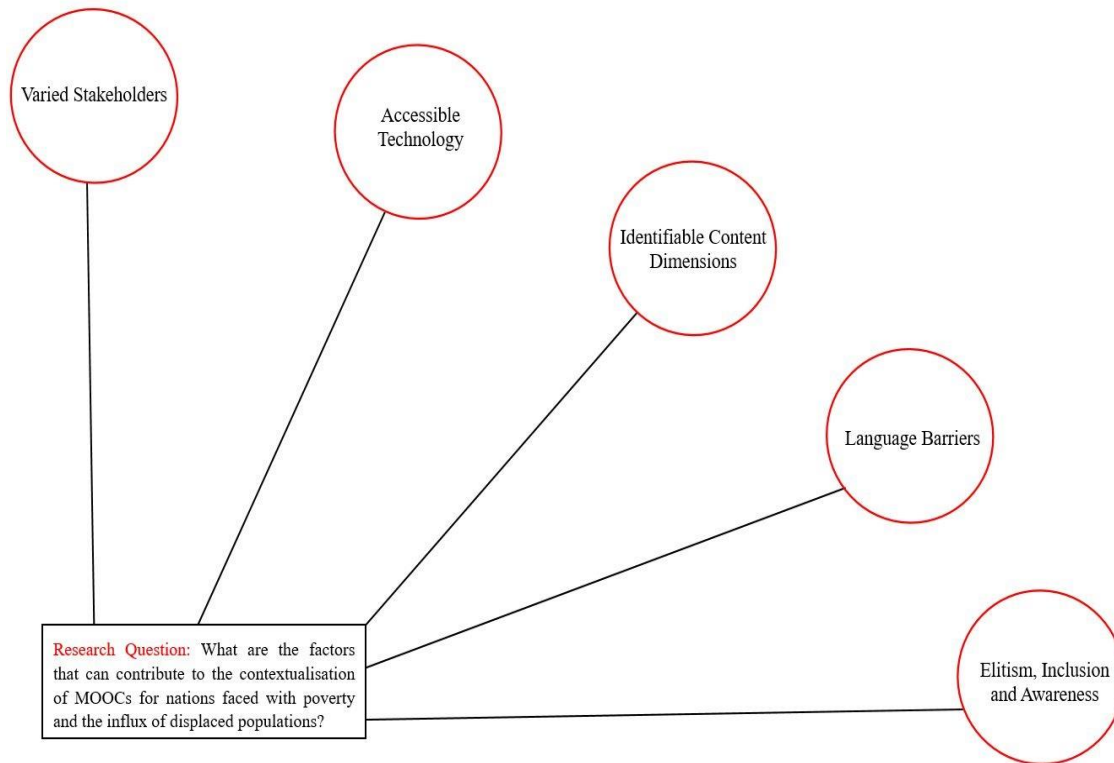 Varied Stakeholders
Accessible
Technology
Identifiable Content
Dimensions
Language Barriers
Elitism, Inclusion
and Awareness
Research Question: What are the factors
that can contribute to the contextualisation
of MOOCs for nations faced with poverty
and the influx of displaced populations?